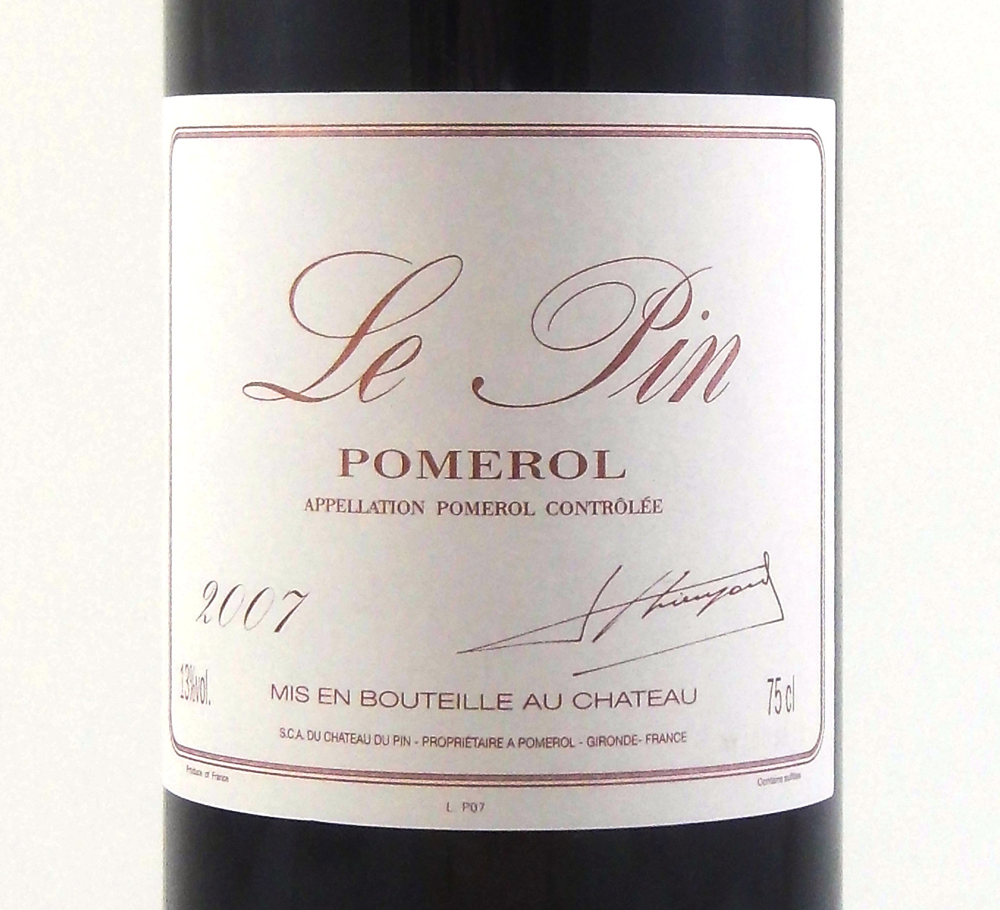 Le Pin
POMEROL
APPELLATION POMEROL CONTRÔLÉE
2007
Thienpont
13%vol.
MIS EN BOUTEILLE AU CHATEAU
75 cl
S.C.A. DU CHATEAU DU PIN - PROPRIÉTAIRE A POMEROL - GIRONDE- FRANCE
Produce of France
Contains sulfites
L P07